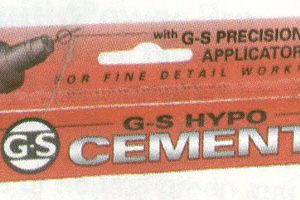 with G-S PRECISION
APPLICATOR
FOR FINE DETAIL WORK
G-S HYPO
G-S CEMENT